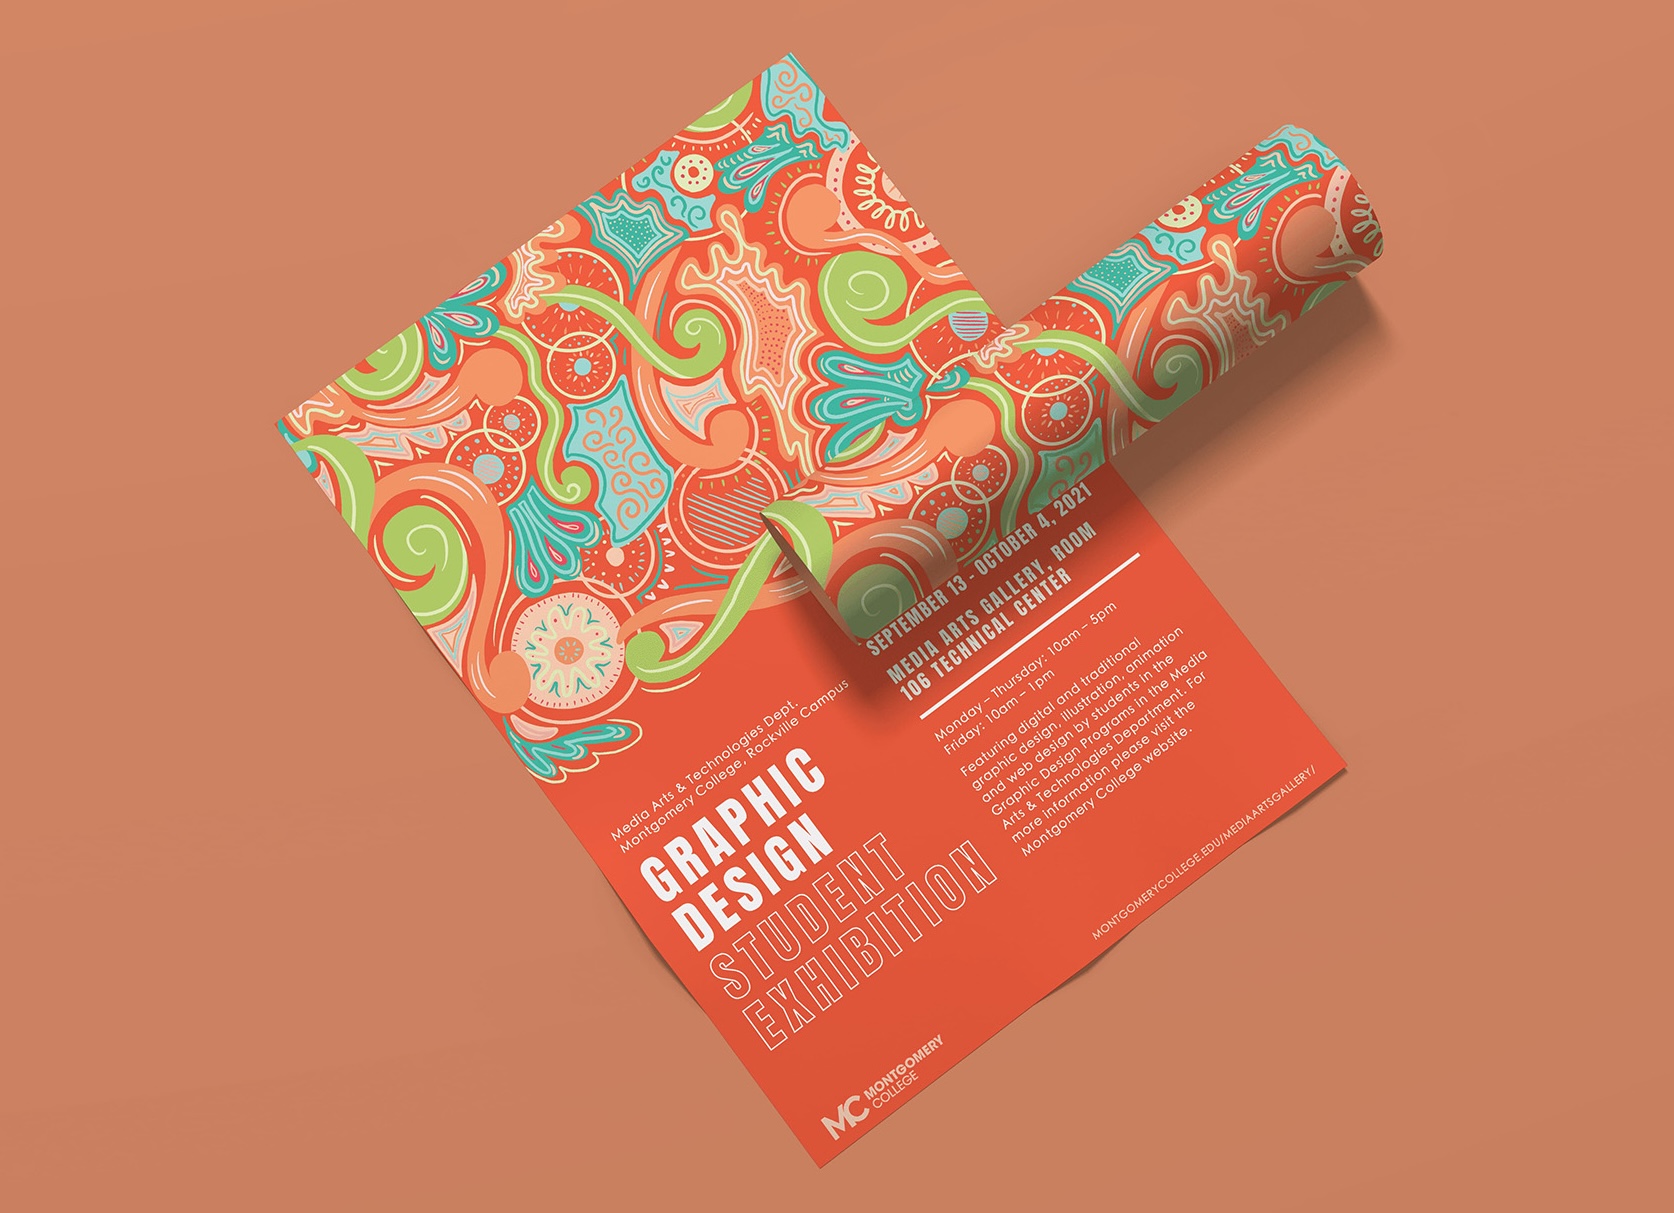 Media Arts & Technologies Dept.
Montgomery College, Rockville Campus
GRAPHIC
DESIGN
STUDENT
EXHIBITION
MC MONTGOMERY
COLLEGE
SEPTEMBER 13 - OCTOBER 4, 2021
MEDIA ARTS GALLERY, ROOM
106 TECHNICAL CENTER
Monday – Thursday: 10am – 5pm
Friday: 10am – 1pm
Featuring digital and traditional
graphic design, illustration, animation
and web design by students in the
Graphic Design Programs in the Media
Arts & Technologies Department. For
more information please visit the
Montgomery College website.
MONTGOMERYCOLLEGE.EDU/MEDIAARTSGALLERY/